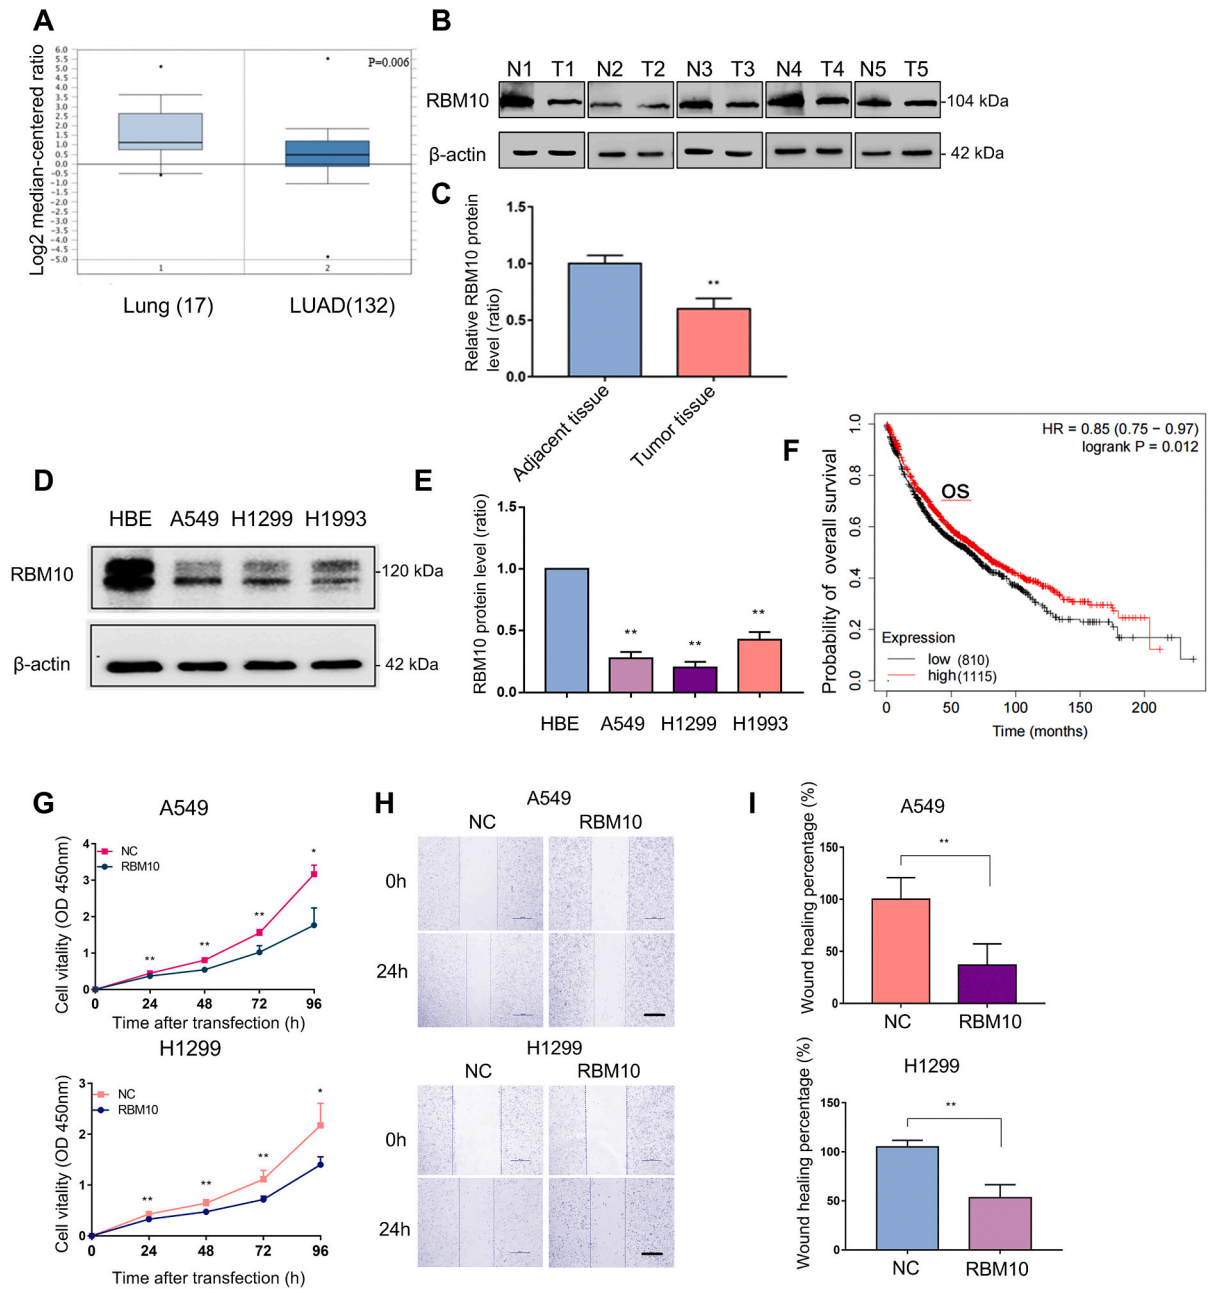 A
Log2 median-centered ratio
6.0
5.5
5.0
4.5
4.0
3.5
3.0
2.5
2.0
1.5
1.0
0.5
0.0
-0.5
-1.0
-1.5
-2.0
-2.5
-3.0
-3.5
-4.0
-4.5
-5.0
P=0.006
1
2
Lung (17)
LUAD(132)
B
N1 T1 N2 T2 N3 T3 N4 T4 N5 T5
RBM10
-104 kDa
β-actin
- 42 kDa
C
Relative RBM10 protein
level (ratio)
1.5
1.0
0.5
0.0
**
Adjacent tissue
Tumor tissue
D
HBE A549 H1299 H1993
RBM10
-120 kDa
β-actin
- 42 kDa
E
RBM10 protein level (ratio)
1.5
1.0
0.5
0.0
**
**
**
HBE A549 H1299 H1993
F
Probability of overall survival
1.0
0.8
0.6
0.4
0.2
0.0
HR = 0.85 (0.75 − 0.97)
logrank P = 0.012
OS
Expression
low (810)
high (1115)
0 50 100 150 200
Time (months)
G
A549
Cell vitality (OD 450nm)
4
3
2
1
0
NC
RBM10
**
**
**
*
0 24 48 72 96
Time after transfection (h)
H1299
Cell vitality (OD 450nm)
3
2
1
0
NC
RBM10
**
**
**
*
0 24 48 72 96
Time after transfection (h)
H
A549
NC RBM10
0h
24h
H1299
NC RBM10
0h
24h
I
A549
Wound healing percentage (%)
150
100
50
0
**
NC RBM10
H1299
Wound healing percentage (%)
150
100
50
0
**
NC RBM10